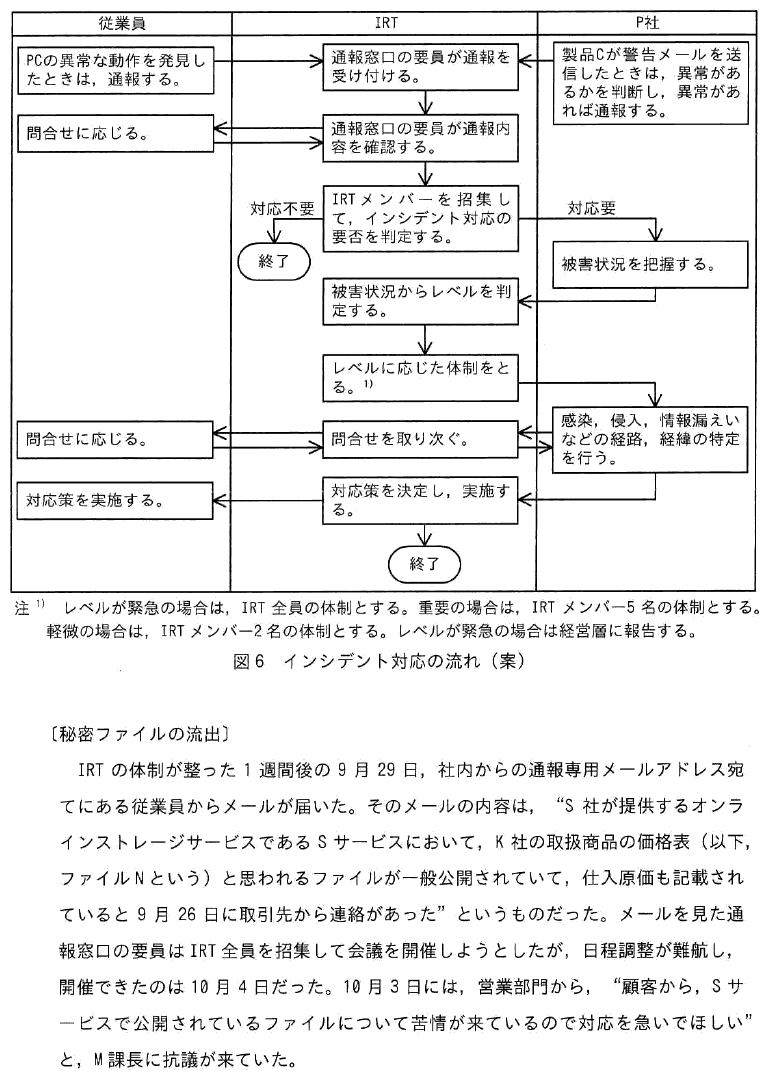 従業員
IRT
P社
PCの異常な動作を発見し
たときは，通報する。
通報窓口の要員が通報を
受け付ける。
製品Cが警告メールを送
信したときは，異常があ
るかを判断し，異常があ
れば通報する。
問合せに応じる。
通報窓口の要員が通報内
容を確認する。
対応不要
IRTメンバーを招集し
て，インシデント対応の
要否を判定する。
対応要
終了
被害状況を把握する。
被害状況からレベルを判
定する。
レベルに応じた体制をと
る。1)
感染，侵入，情報漏えい
などの経路，経緯の特定
を行う。
問合せに応じる。
問合せを取り次ぐ。
対応策を実施する。
対応策を決定し，実施す
る。
終了
注 1) レベルが緊急の場合は，IRT 全員の体制とする。重要の場合は，IRT メンバー5 名の体制とする。
軽微の場合は，IRT メンバー2 名の体制とする。レベルが緊急の場合は経営層に報告する。
図6 インシデント対応の流れ（案）
〔秘密ファイルの流出〕
IRT の体制が整った 1 週間後の 9 月 29 日，社内からの通報専用メールアドレス宛
てにある従業員からメールが届いた。そのメールの内容は，“S 社が提供するオンラ
インストレージサービスである S サービスにおいて，K 社の取扱商品の価格表（以下，
ファイル N という）と思われるファイルが一般公開されていて，仕入原価も記載され
ていると 9 月 26 日に取引先から連絡があった”というものだった。メールを見た通
報窓口の要員は IRT 全員を招集して会議を開催しようとしたが，日程調整が難航し，
開催できたのは 10 月 4 日だった。10 月 3 日には，営業部門から，“顧客から，S サ
ービスで公開されているファイルについて苦情が来ているので対応を急いでほしい”
と，M 課長に抗議が来ていた。